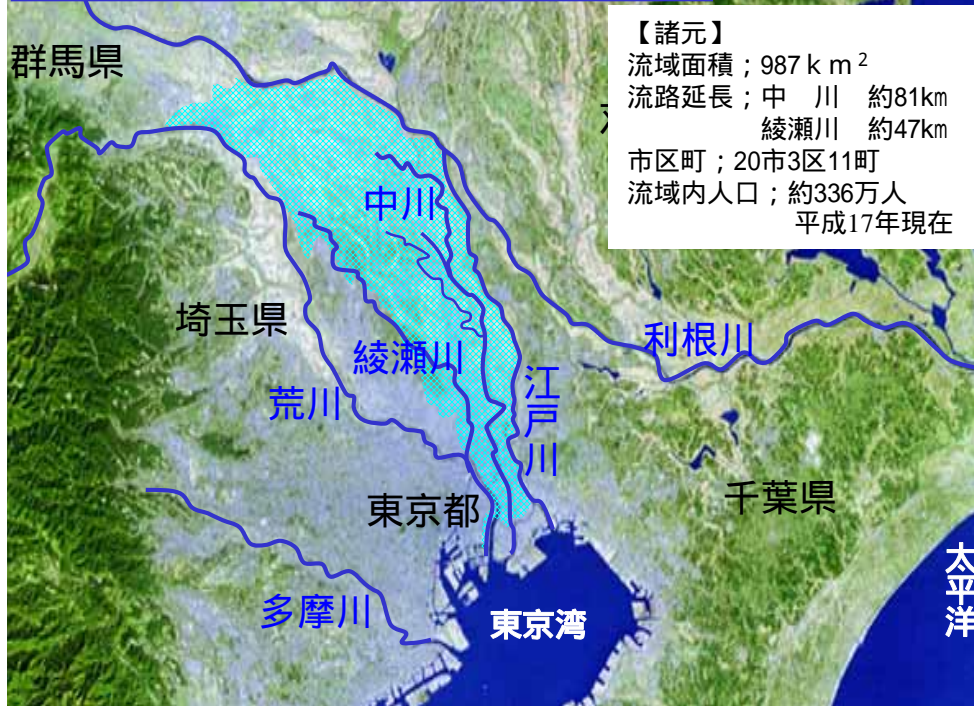 群馬県
【諸元】
流域面積；987ｋｍ²
流路延長；中　川　約81㎞
綾瀬川　約47㎞
市区町；20市3区11町
流域内人口；約336万人
平成17年現在
中川
埼玉県
綾瀬川
利根川
荒川
江戸川
東京都
千葉県
多摩川
東京湾
太平洋